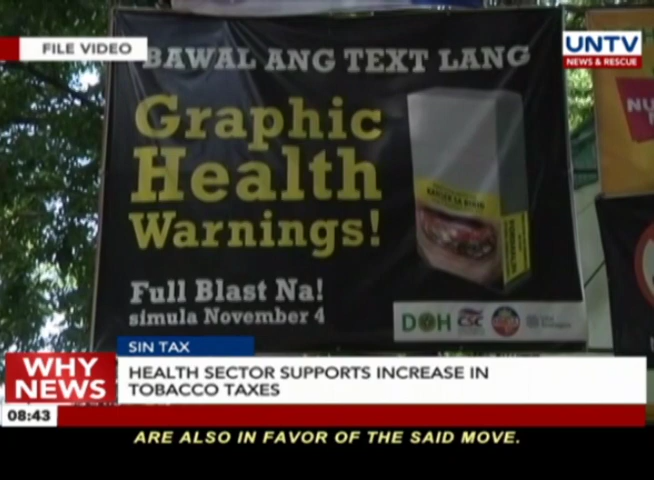 FILE VIDEO
UNTV
NEWS & RESCUE
BAWAL ANG TEXT LANG
Graphic
Health
Warnings!
Full Blast Na!
simula November 4
DOH
CSC
SIN TAX
WHY
NEWS
HEALTH SECTOR SUPPORTS INCREASE IN
TOBACCO TAXES
08:43
ARE ALSO IN FAVOR OF THE SAID MOVE.